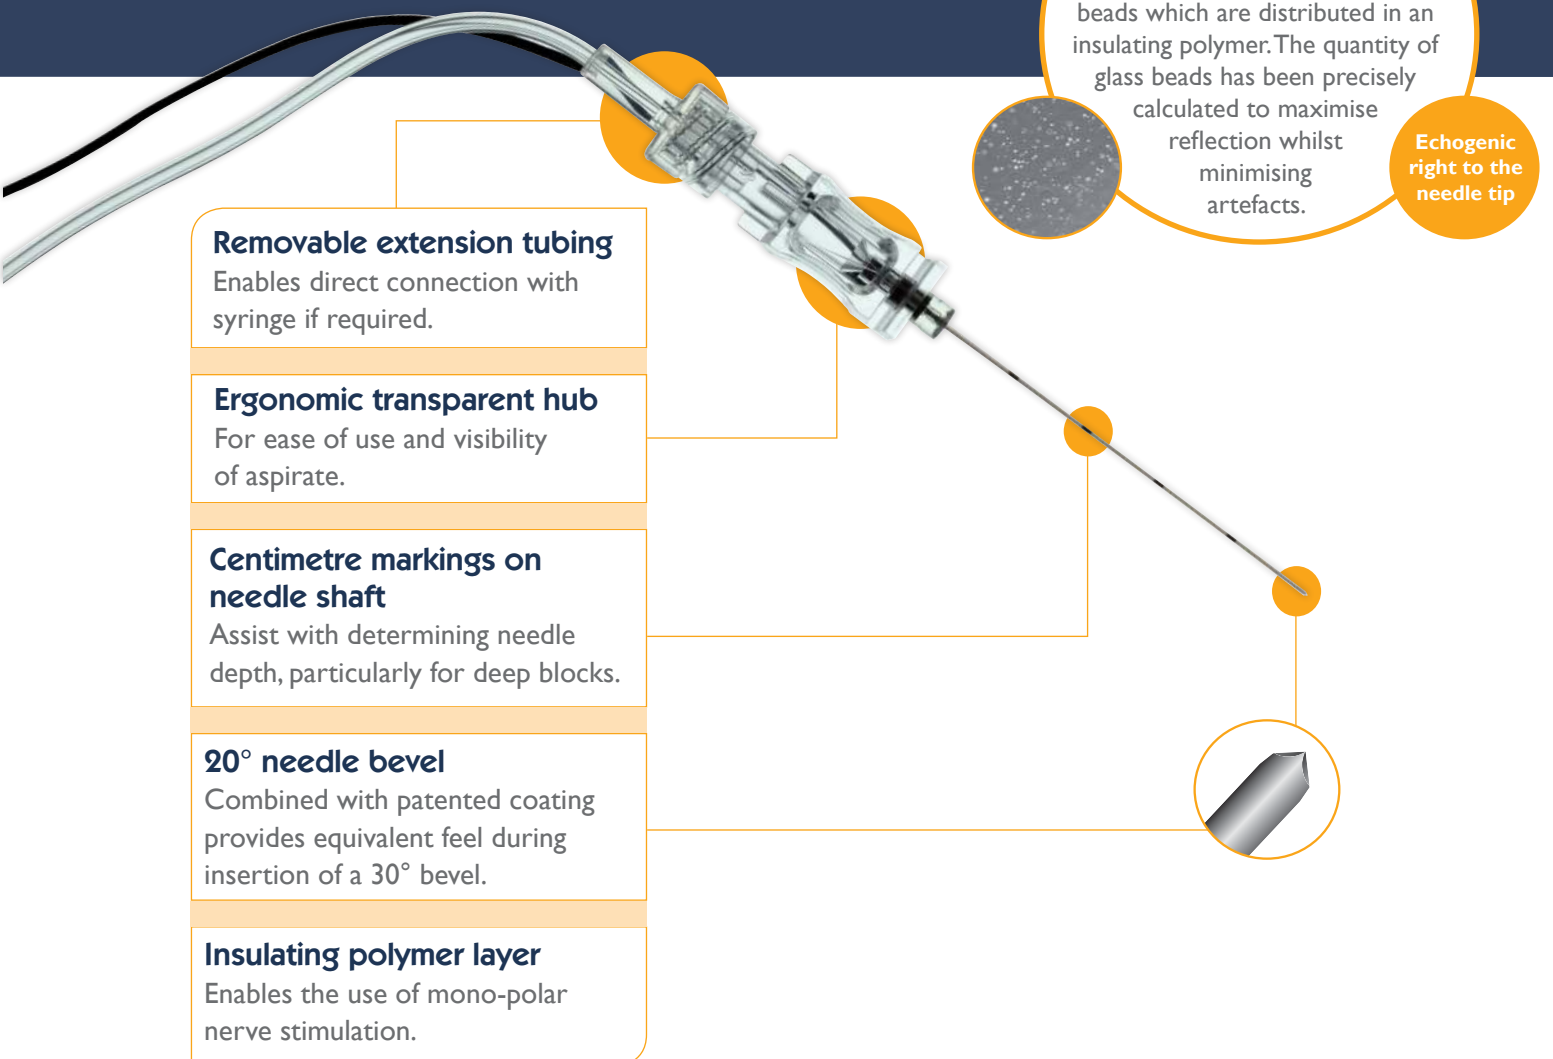 beads which are distributed in an
insulating polymer. The quantity of
glass beads has been precisely
calculated to maximise
reflection whilst
minimising
artefacts.
Echogenic
right to the
needle tip
Removable extension tubing
Enables direct connection with
syringe if required.
Ergonomic transparent hub
For ease of use and visibility
of aspirate.
Centimetre markings on
needle shaft
Assist with determining needle
depth, particularly for deep blocks.
20° needle bevel
Combined with patented coating
provides equivalent feel during
insertion of a 30° bevel.
Insulating polymer layer
Enables the use of mono-polar
nerve stimulation.